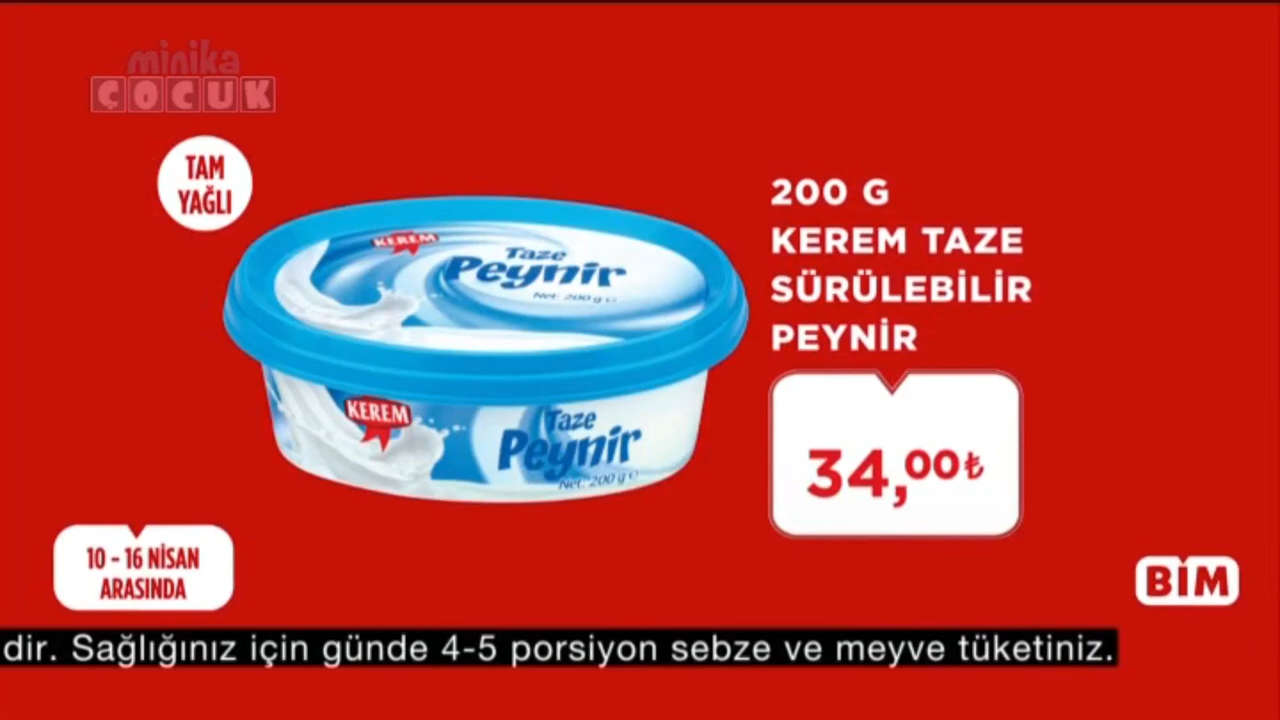 minika
ÇOCUK
TAM
YAĞLI
200 G
KEREM TAZE
SÜRÜLEBİLİR
PEYNİR
KEREM
Taze
Peynir
Net: 200 g e
KEREM
Taze
Peynir
Net: 200 g e
34,00₺
10 - 16 NİSAN
ARASINDA
BİM
dir. Sağlığınız için günde 4-5 porsiyon sebze ve meyve tüketiniz.